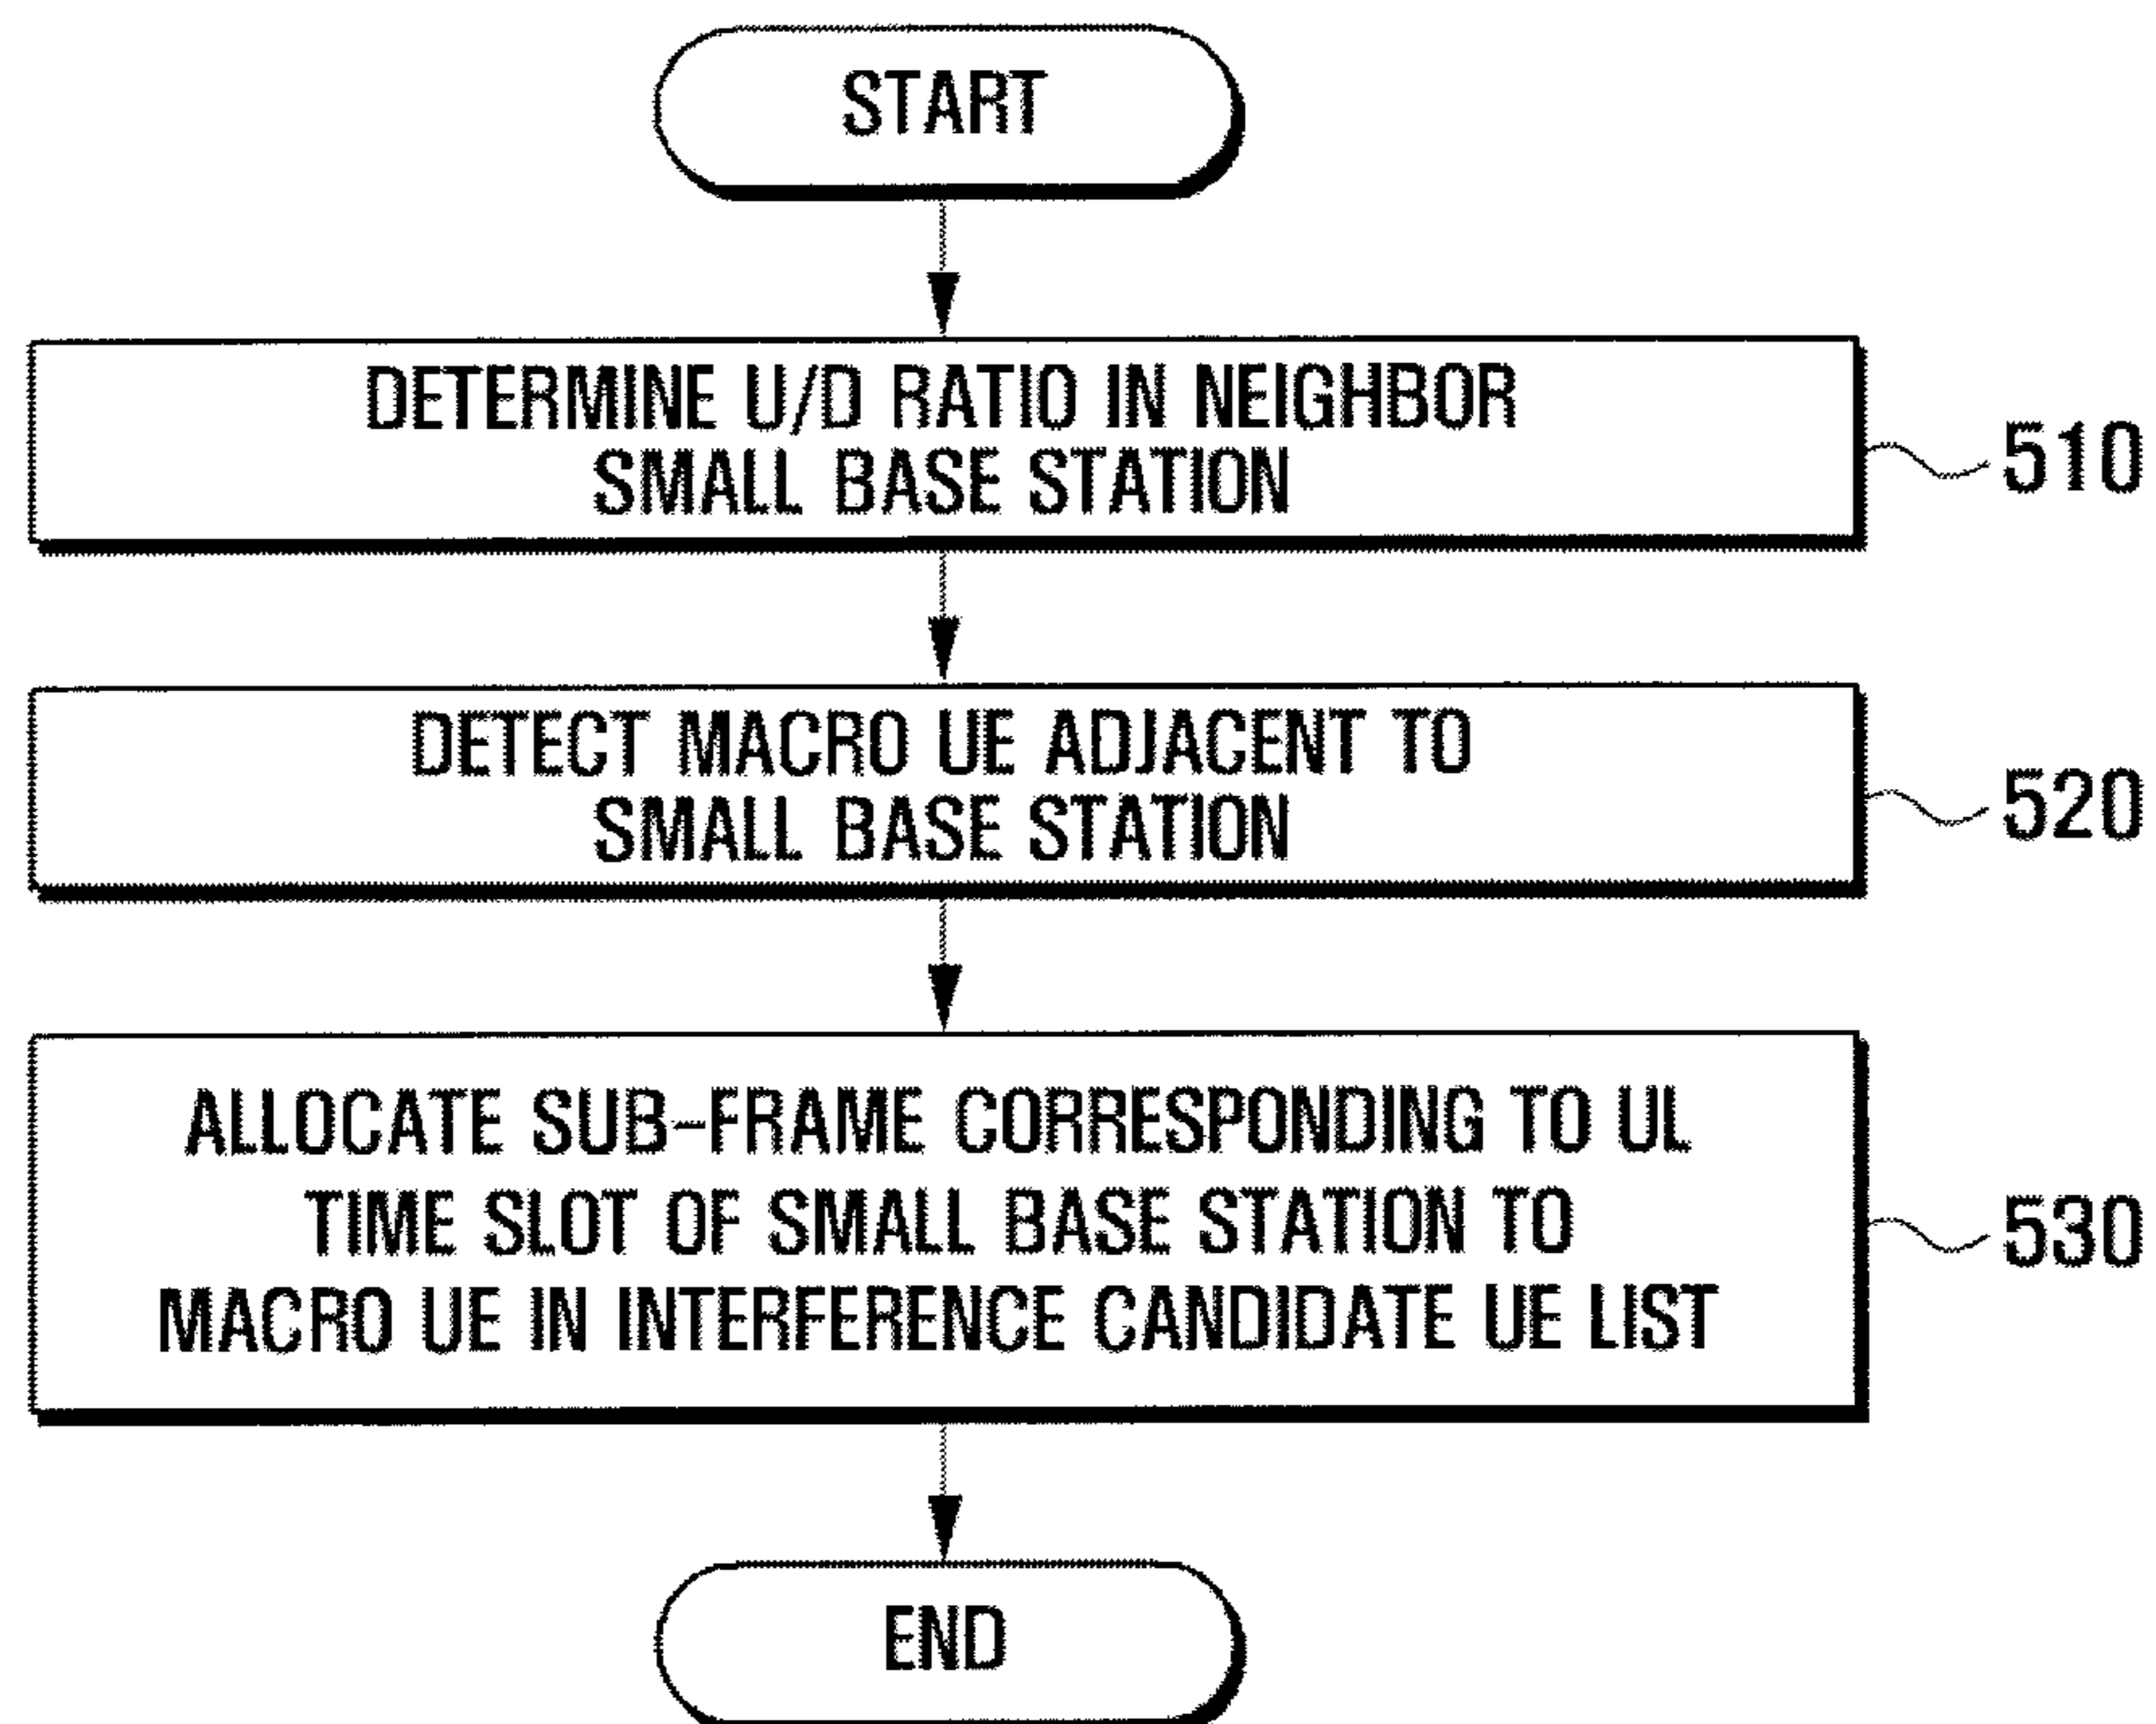 START
DETERMINE U/D RATIO IN NEIGHBOR
SMALL BASE STATION
510
DETECT MACRO UE ADJACENT TO
SMALL BASE STATION
520
ALLOCATE SUB-FRAME CORRESPONDING TO UL
TIME SLOT OF SMALL BASE STATION TO
MACRO UE IN INTERFERENCE CANDIDATE UE LIST
530
END